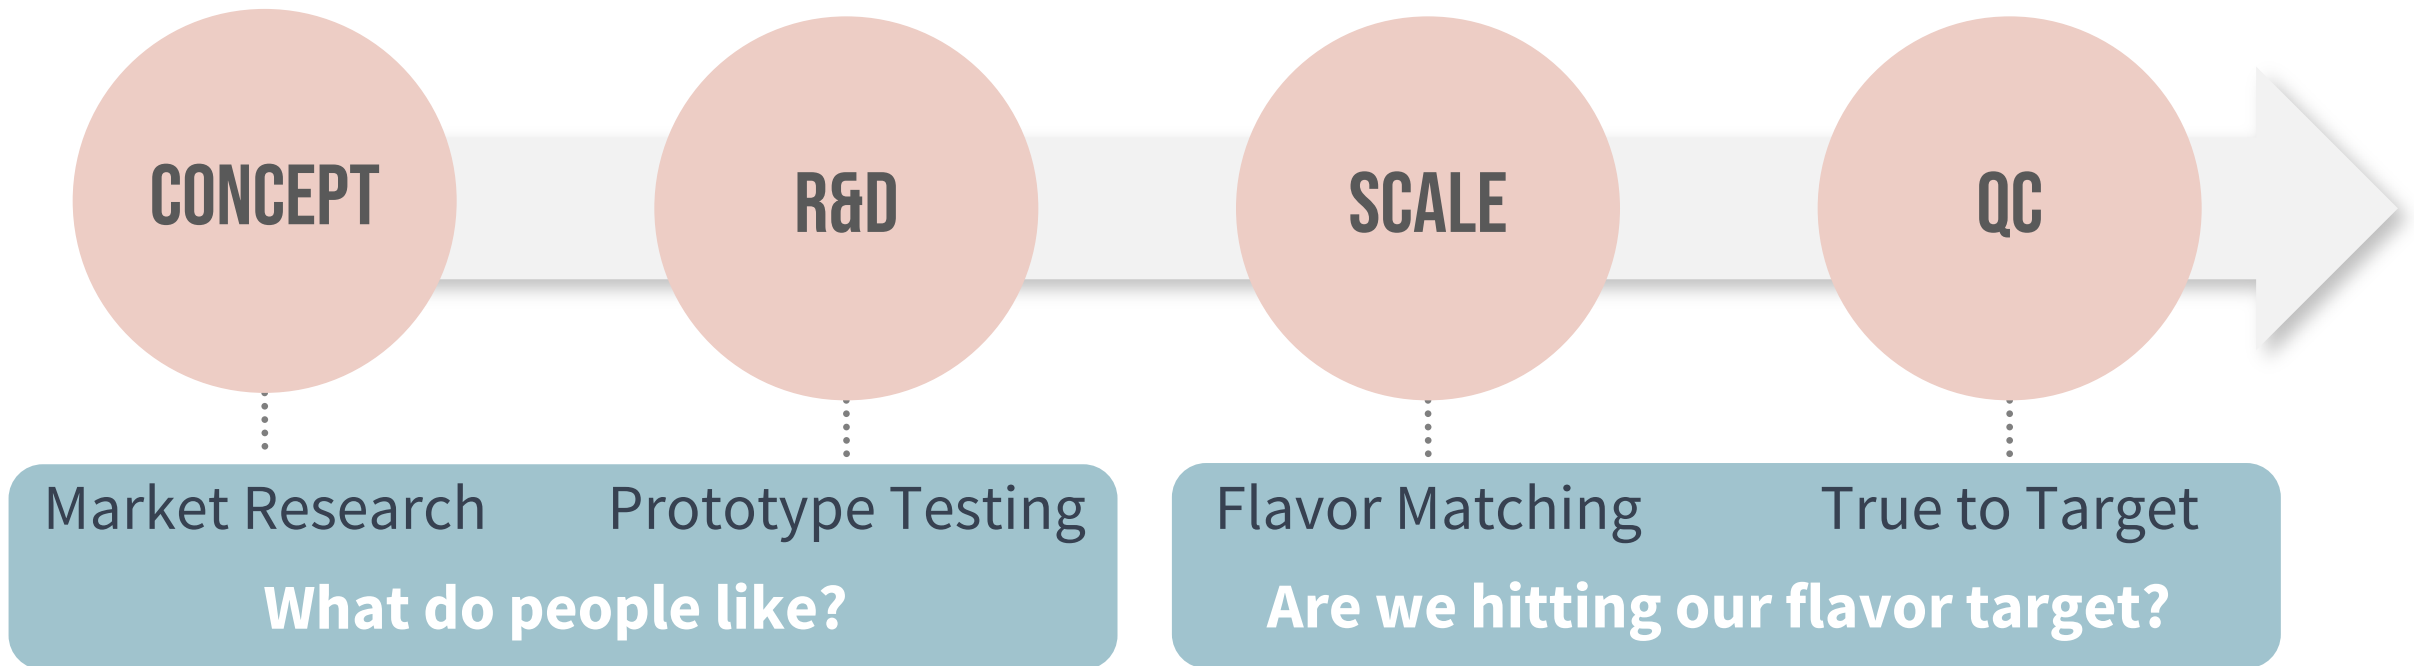 CONCEPT
R&D
SCALE
QC
Market Research
Prototype Testing
What do people like?
Flavor Matching
True to Target
Are we hitting our flavor target?